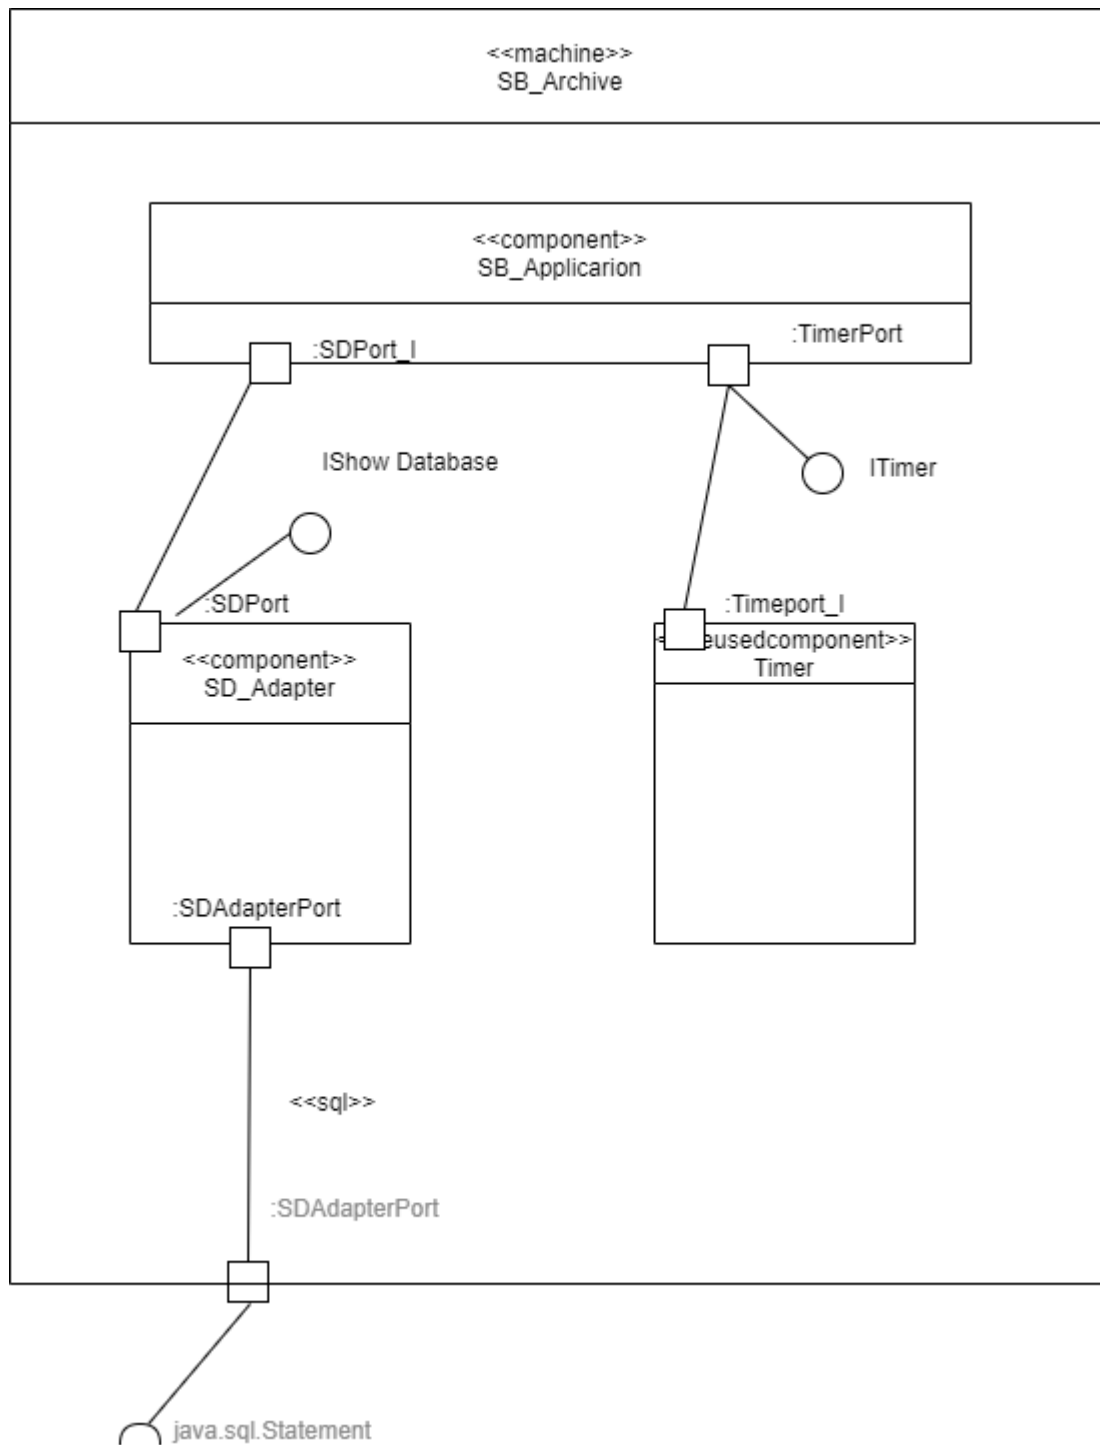 <<machine>>
SB_Archive
<<component>>
SB_Applicarion
:SDPort_I
:TimerPort
IShow Database
ITimer
:SDPort
:Timeport_I
<<component>>
SD_Adapter
eusedcomponent>>
Timer
:SDAdapterPort
<<sql>>
:SDAdapterPort
java.sql.Statement